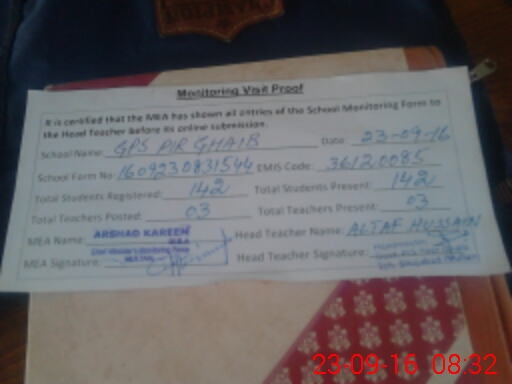 Monitoring Visit Proof
It is certified that the MEA has shown all entries of the School Monitoring Form to
the Head Teacher before its online submission.
School Name: GPS PIR GHAIB Date: 23-09-16
School Form No: 1609230831544 EMIS Code: 36120085
Total Students Registered: 142 Total Students Present: 142
Total Teachers Posted: 03 Total Teachers Present: 03
MEA Name: ARSHAD KAREEM Head Teacher Name: ALTAF HUSSAIN
MEA Signature: Head Teacher Signature:
23-09-16 08:32